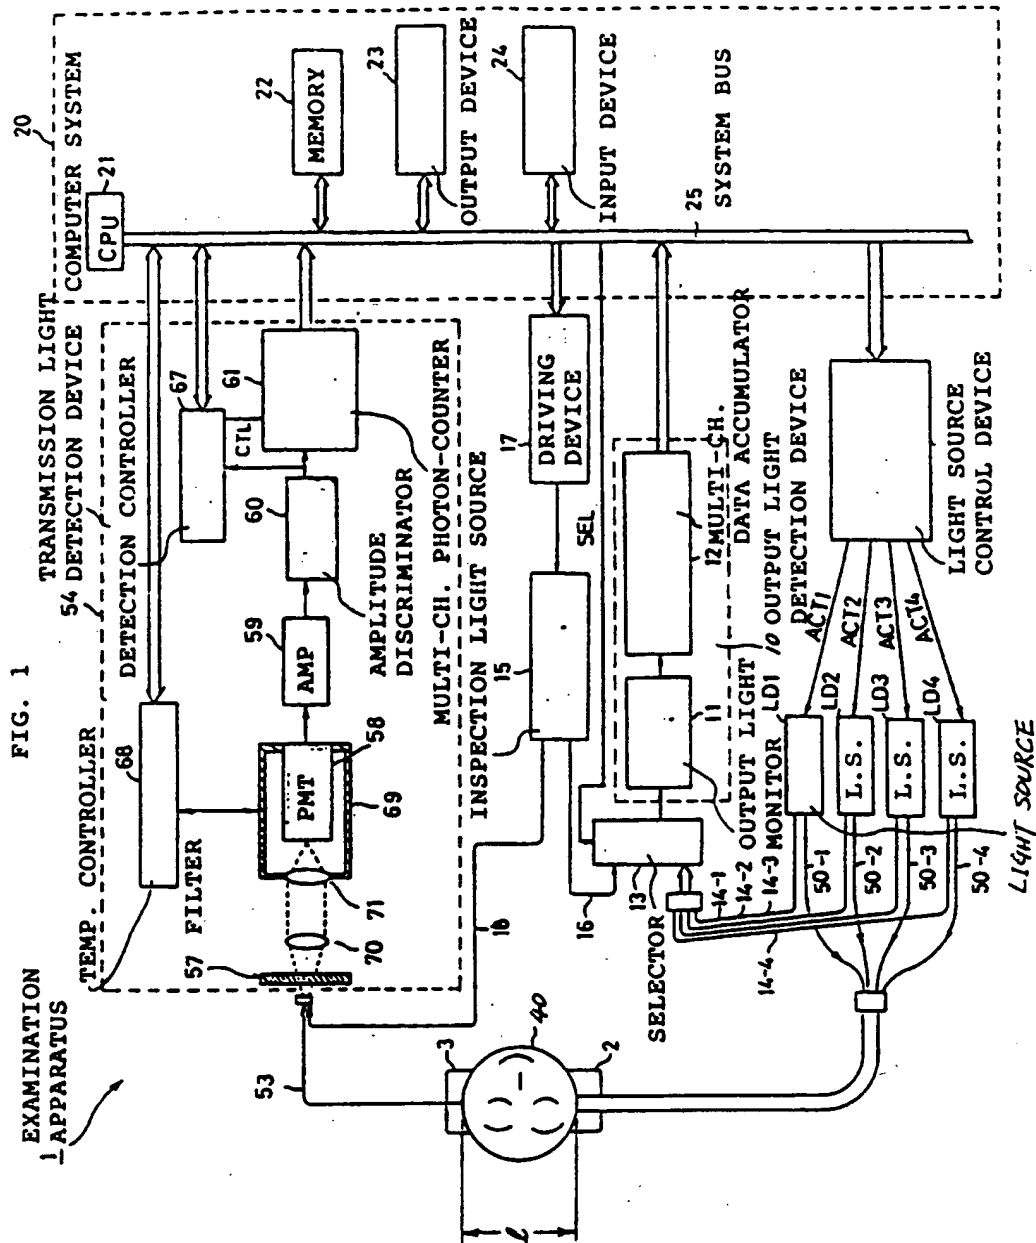 FIG. 1
1 EXAMINATION
APPARATUS
TEMP. CONTROLLER
68
FILTER
57
70
71
69
PMT
58
AMP
59
60
AMPLITUDE
DISCRIMINATOR
MULTI-CH. PHOTON-COUNTER
61
CTL
67
DETECTION CONTROLLER
54
TRANSMISSION LIGHT
DETECTION DEVICE
20
COMPUTER SYSTEM
CPU
21
MEMORY
22
23
OUTPUT DEVICE
24
INPUT DEVICE
25
SYSTEM BUS
53
3
40
2
l
INSPECTION LIGHT SOURCE
15
16
16
17
DRIVING
DEVICE
SEL
13
SELECTOR
11
OUTPUT LIGHT
MONITOR
12 MULTI-CH.
DATA ACCUMULATOR
10 OUTPUT LIGHT
DETECTION DEVICE
14-1
14-2
14-3
14-4
LD1
LD2
LD3
LD4
L.S.
L.S.
L.S.
50-1
50-2
50-3
50-4
LIGHT SOURCE
ACT1
ACT2
ACT3
ACT4
LIGHT SOURCE
CONTROL DEVICE